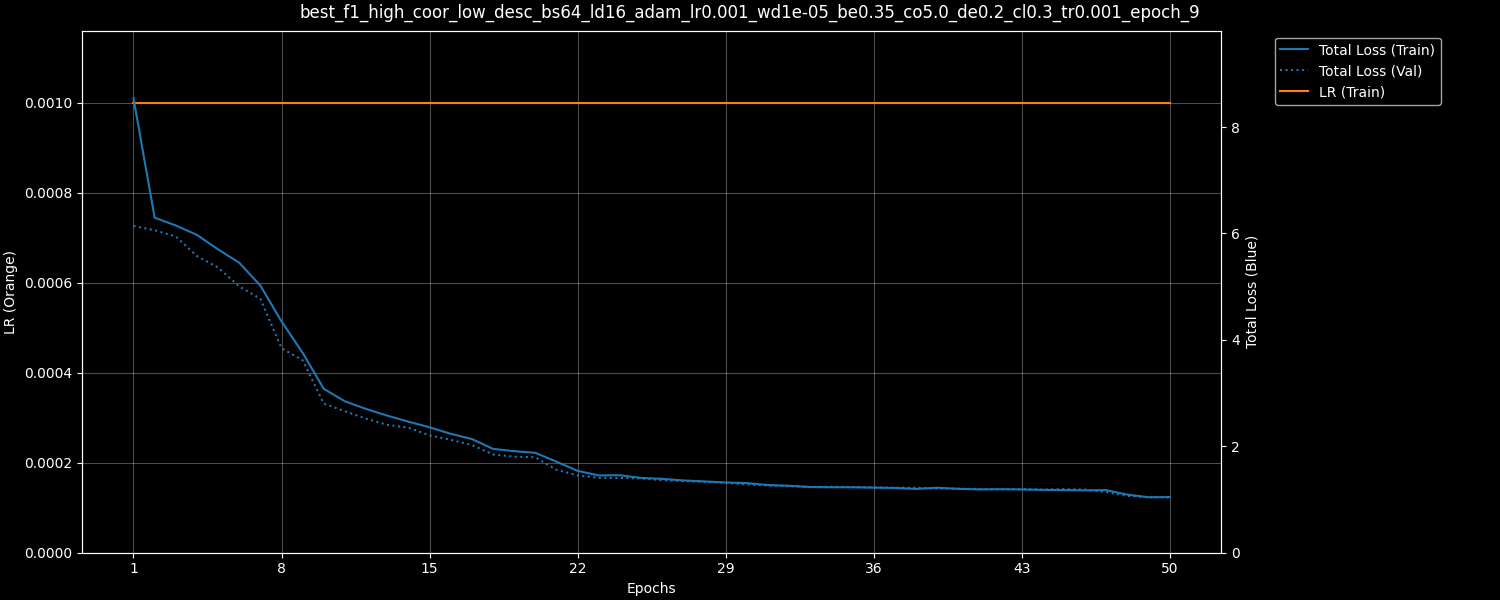 best_f1_high_coor_low_desc_bs64_ld16_adam_lr0.001_wd1e-05_be0.35_co5.0_de0.2_cl0.3_tr0.001_epoch_9
Total Loss (Train)
Total Loss (Val)
LR (Train)
LR (Orange)
0.0010
0.0008
0.0006
0.0004
0.0002
0.0000
8
6
4
2
0
Total Loss (Blue)
1 8 15 22 29 36 43 50
Epochs